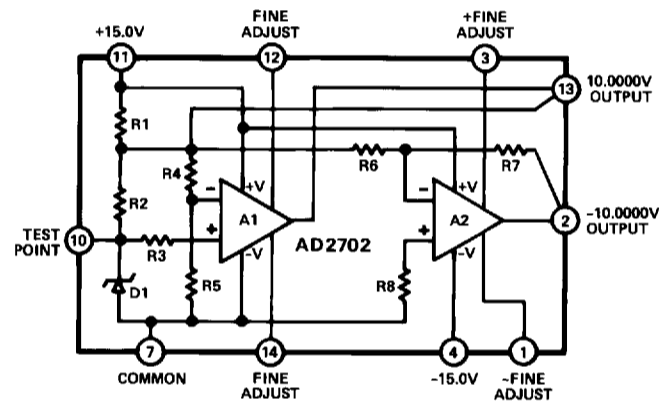 FINE
ADJUST
+FINE
ADJUST
+15.0V
11
12
3
13
10.0000V
OUTPUT
R1
R4
R6
R7
R2
+V
+V
−
−
A1
A2
2
−10.0000V
OUTPUT
TEST
POINT
10
R3
+
+
AD2702
−V
−V
D1
R5
R8
7
14
4
1
COMMON
FINE
ADJUST
−15.0V
~FINE
ADJUST